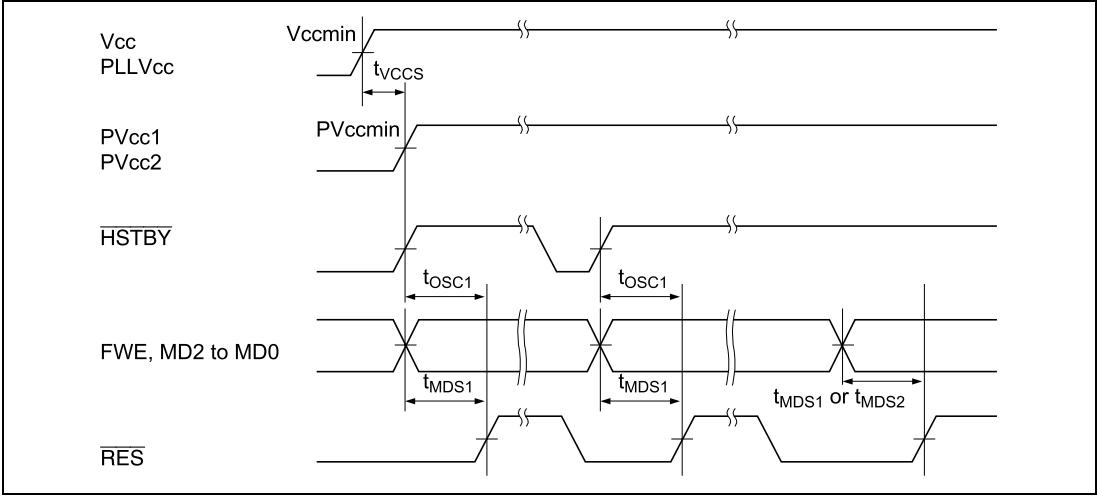 Vccmin
Vcc
PLLVcc
tVCCS
PVccmin
PVcc1
PVcc2
HSTBY
tOSC1 tOSC1
FWE, MD2 to MD0
tMDS1 tMDS1 tMDS1 or tMDS2
RES